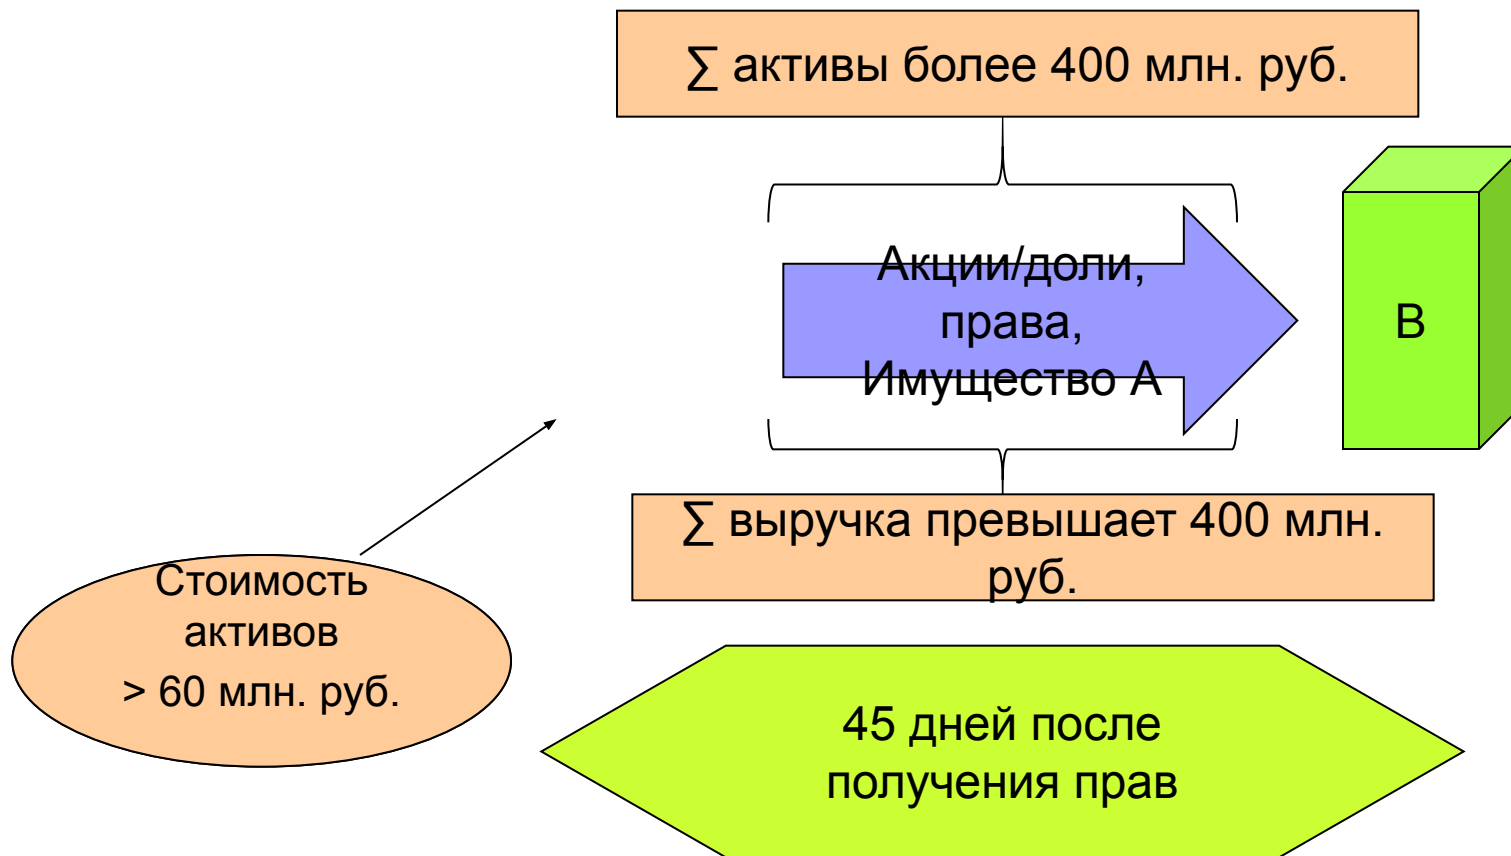 ∑ активы более 400 млн. руб.
Акции/доли,
права,
Имущество А
В
∑ выручка превышает 400 млн.
руб.
Стоимость
активов
> 60 млн. руб.
45 дней после
получения прав